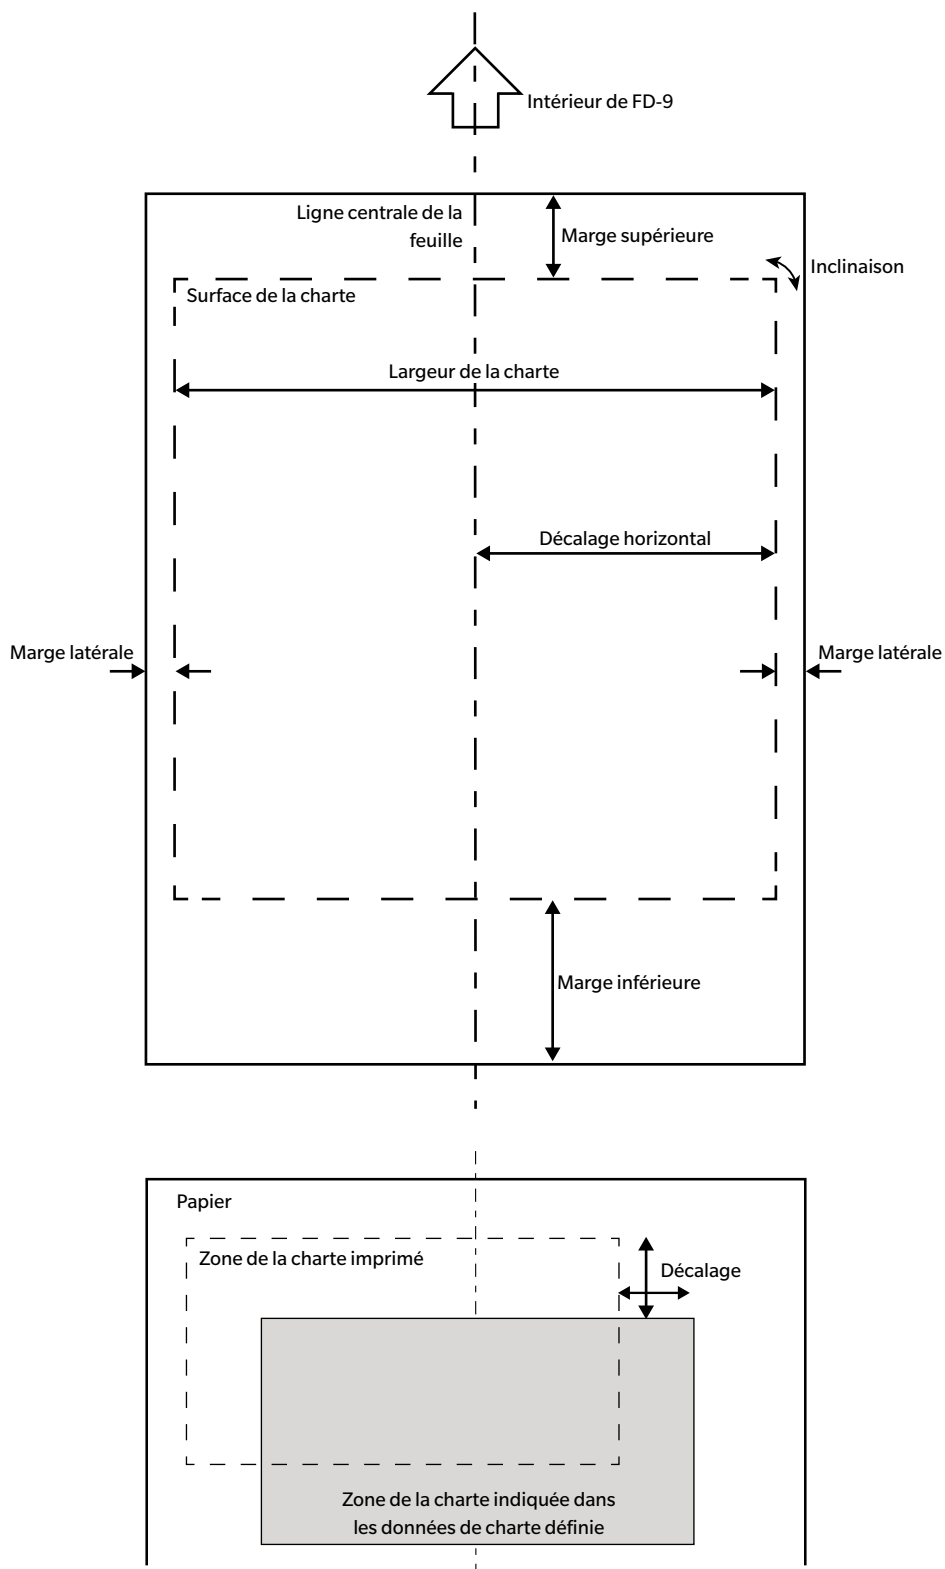 Intérieur de FD-9
Ligne centrale de la
feuille
Marge supérieure
Inclinaison
Surface de la charte
Largeur de la charte
Décalage horizontal
Marge latérale
Marge latérale
Marge inférieure
Papier
Zone de la charte imprimé
Décalage
Zone de la charte indiquée dans
les données de charte définie